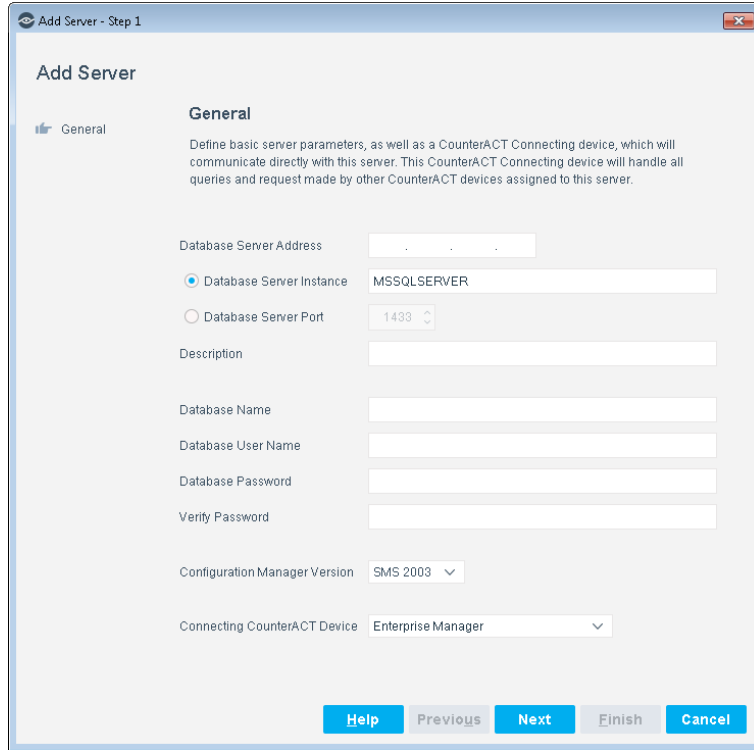 Add Server - Step 1
Add Server
General
General
Define basic server parameters, as well as a CounterACT Connecting device, which will
communicate directly with this server. This CounterACT Connecting device will handle all
queries and request made by other CounterACT devices assigned to this server.
Database Server Address . . .
Database Server Instance MSSQLSERVER
Database Server Port 1433
Description
Database Name
Database User Name
Database Password
Verify Password
Configuration Manager Version SMS 2003
Connecting CounterACT Device Enterprise Manager
Help Previous Next Finish Cancel